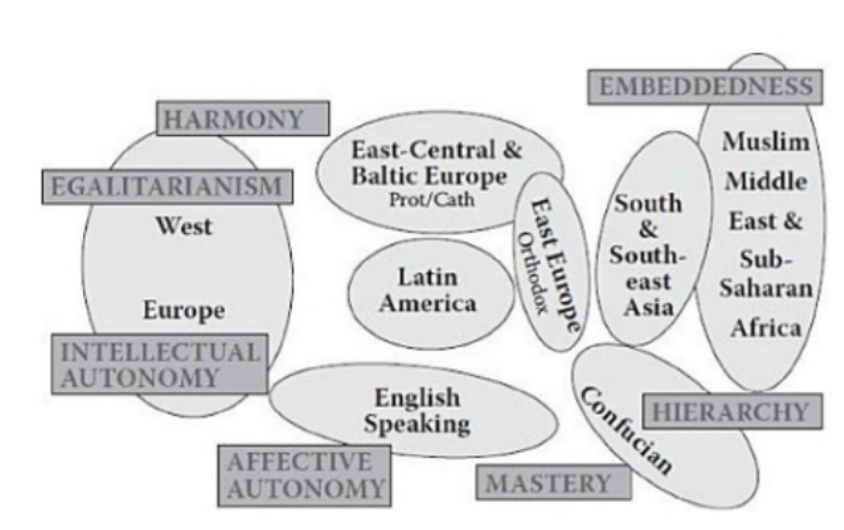 EMBEDDEDNESS
HARMONY
EGALITARIANISM
West
Europe
INTELLECTUAL
AUTONOMY
East-Central &
Baltic Europe
Prot/Cath
East Europe
Orthodox
Latin
America
South
&
South-
east
Asia
Muslim
Middle
East &
Sub-
Saharan
Africa
English
Speaking
Confucian
HIERARCHY
AFFECTIVE
AUTONOMY
MASTERY